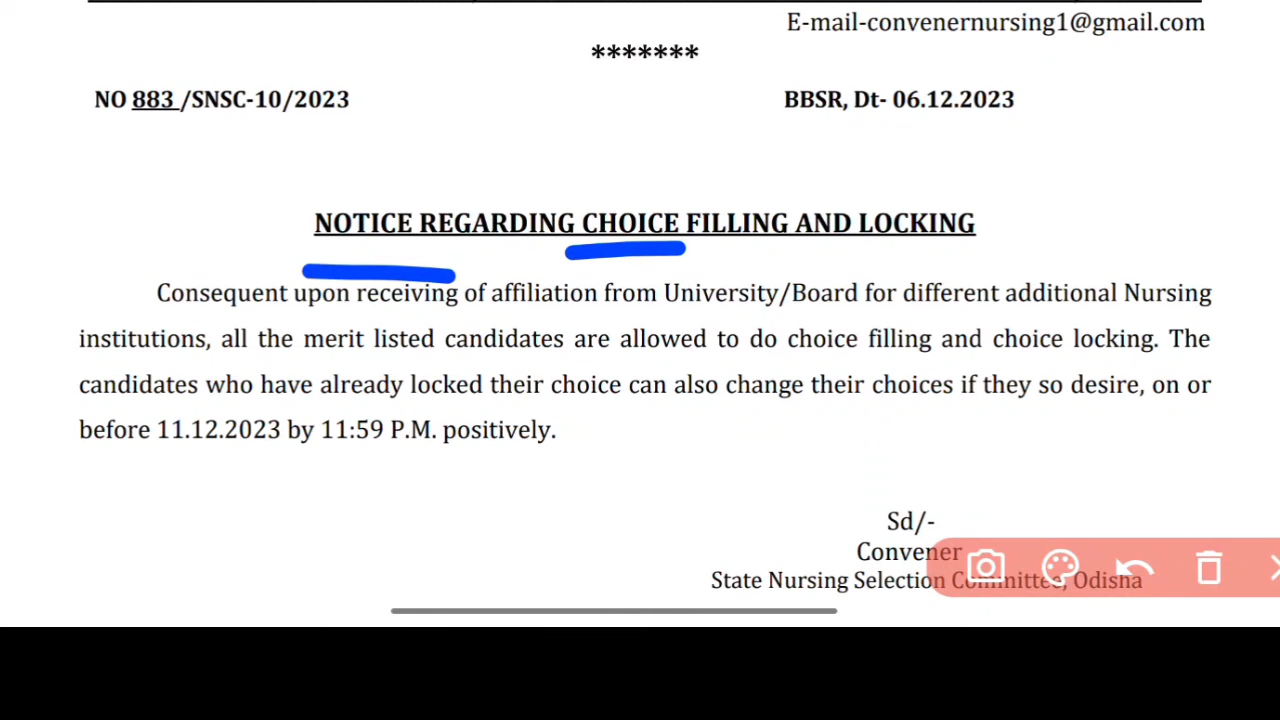 E-mail-convenernursing1@gmail.com
*******
NO 883 /SNSC-10/2023 BBSR, Dt- 06.12.2023
NOTICE REGARDING CHOICE FILLING AND LOCKING
Consequent upon receiving of affiliation from University/Board for different additional Nursing
institutions, all the merit listed candidates are allowed to do choice filling and choice locking. The
candidates who have already locked their choice can also change their choices if they so desire, on or
before 11.12.2023 by 11:59 P.M. positively.
Sd/-
Convener
State Nursing Selection Committee, Odisha